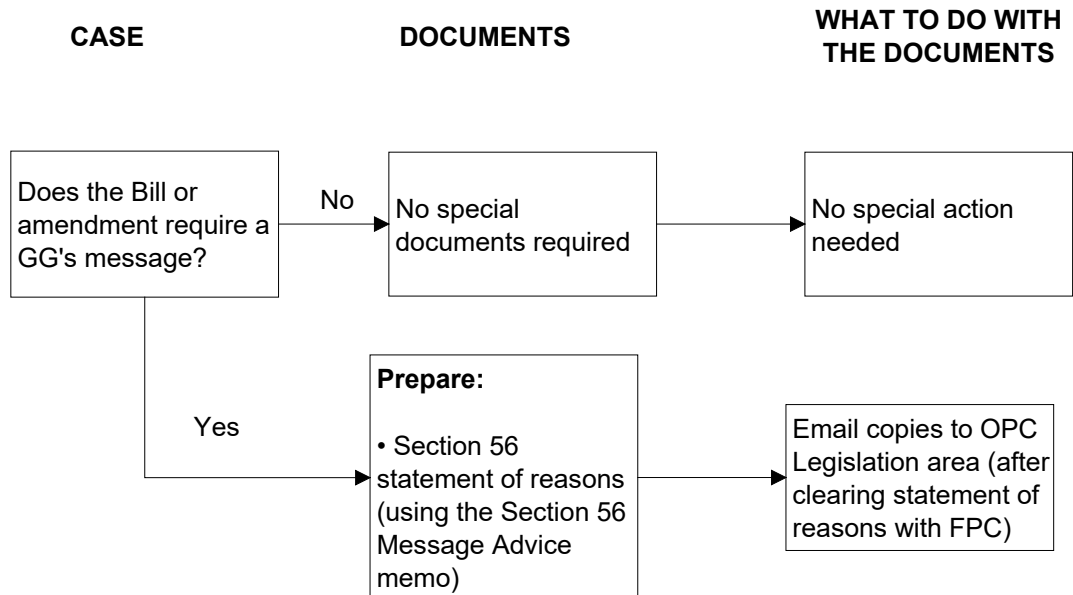 CASE
DOCUMENTS
WHAT TO DO WITH
THE DOCUMENTS
Does the Bill or
amendment require a
GG's message?
No
No special
documents required
No special action
needed
Yes
Prepare:
• Section 56
statement of reasons
(using the Section 56
Message Advice
memo)
Email copies to OPC
Legislation area (after
clearing statement of
reasons with FPC)